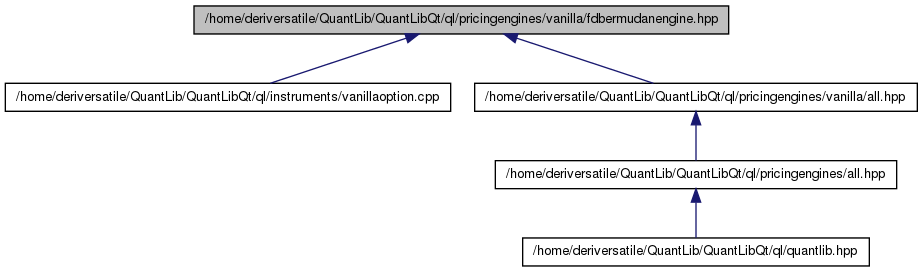 /home/deriversatile/QuantLib/QuantLibQt/ql/pricingengines/vanilla/fdbermudanengine.hpp
/home/deriversatile/QuantLib/QuantLibQt/ql/instruments/vanillaoption.cpp
/home/deriversatile/QuantLib/QuantLibQt/ql/pricingengines/vanilla/all.hpp
/home/deriversatile/QuantLib/QuantLibQt/ql/pricingengines/all.hpp
/home/deriversatile/QuantLib/QuantLibQt/ql/quantlib.hpp